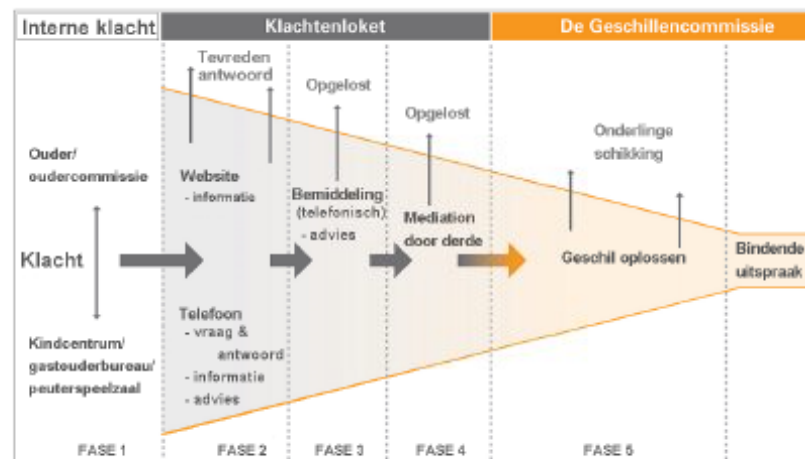 Interne klacht
Klachtenloket
De Geschillencommissie
Tevreden
antwoord
Opgelost
Opgelost
Onderlinge
schikking
Ouder/
oudercommissie
Website
- informatie
Bemiddeling
(telefonisch)
- advies
Mediation
door derde
Klacht
Geschil oplossen
Bindende
uitspraak
Telefoon
- vraag &
antwoord
- informatie
- advies
Kindcentrum/
gastouderbureau/
peuterspeelzaal
FASE 1
FASE 2
FASE 3
FASE 4
FASE 5